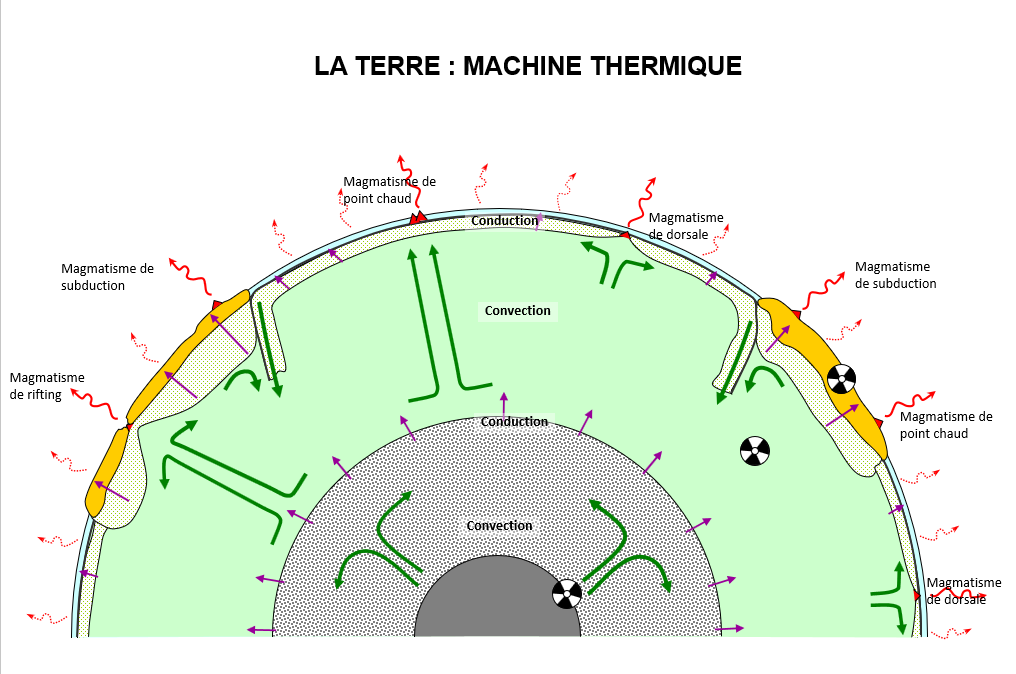 LA TERRE : MACHINE THERMIQUE
Magmatisme de
point chaud
Conduction
Magmatisme
de dorsale
Magmatisme de
subduction
Magmatisme
de subduction
Convection
Magmatisme
de rifting
Magmatisme de
point chaud
Conduction
Convection
Magmatisme
de dorsale